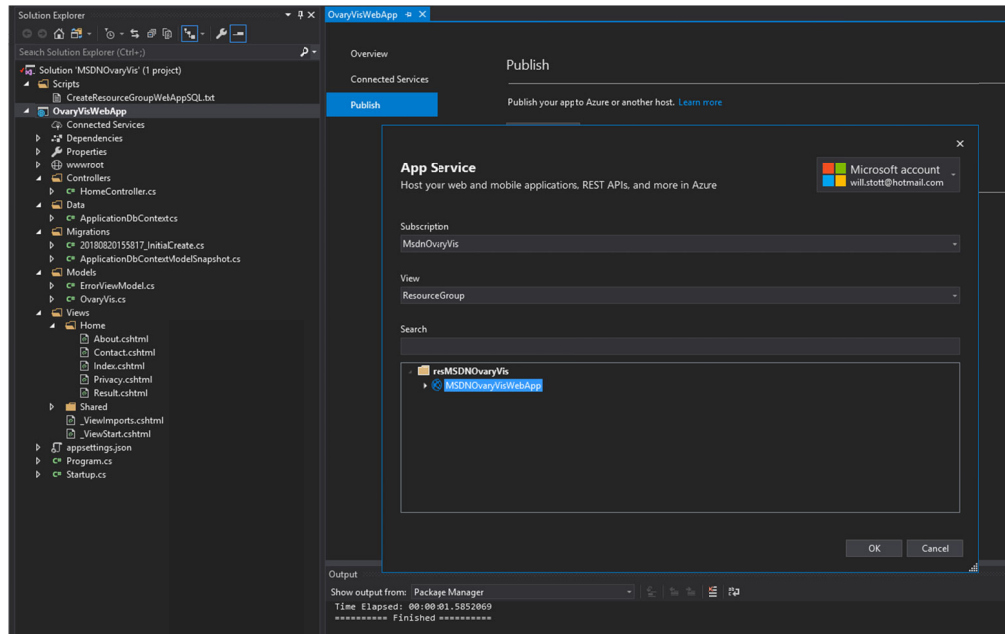 Solution Explorer
Search Solution Explorer (Ctrl+;)
Solution 'MSDNOvaryVis' (1 project)
Scripts
CreateResourceGroupWebAppSQL.txt
OvaryVisWebApp
Connected Services
Dependencies
Properties
wwwroot
Controllers
C# HomeController.cs
Data
C# ApplicationDbContext.cs
Migrations
C# 20180820155817_InitialCreate.cs
C# ApplicationDbContextModelSnapshot.cs
Models
C# ErrorViewModel.cs
C# OvaryVis.cs
Views
Home
About.cshtml
Contact.cshtml
Index.cshtml
Privacy.cshtml
Result.cshtml
Shared
_ViewImports.cshtml
_ViewStart.cshtml
appsettings.json
C# Program.cs
C# Startup.cs
OvaryVisWebApp
Overview
Connected Services
Publish
Publish
Publish your app to Azure or another host. Learn more
App Service
Host your web and mobile applications, REST APIs, and more in Azure
Microsoft account
will.stott@hotmail.com
Subscription
MsdnOvaryVis
View
ResourceGroup
Search
resMSDNOvaryVis
MSDNOvaryVisWebApp
OK Cancel
Output
Show output from: Package Manager
Time Elapsed: 00:00:01.5852069
========== Finished ==========